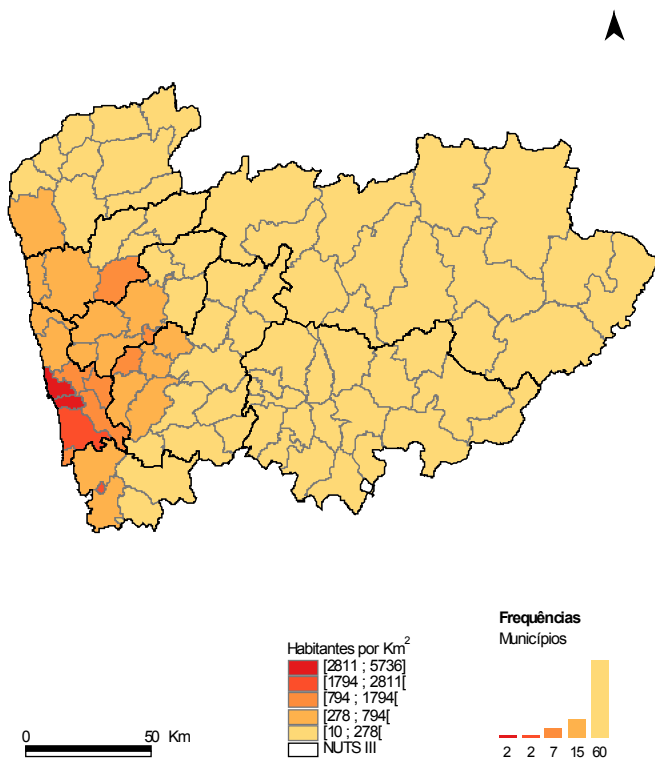 Habitantes por Km²
[2811 ; 5736]
[1794 ; 2811[
[794 ; 1794[
[278 ; 794[
[10 ; 278[
NUTS III
0 50 Km
Frequências
Municípios
2 2 7 15 60